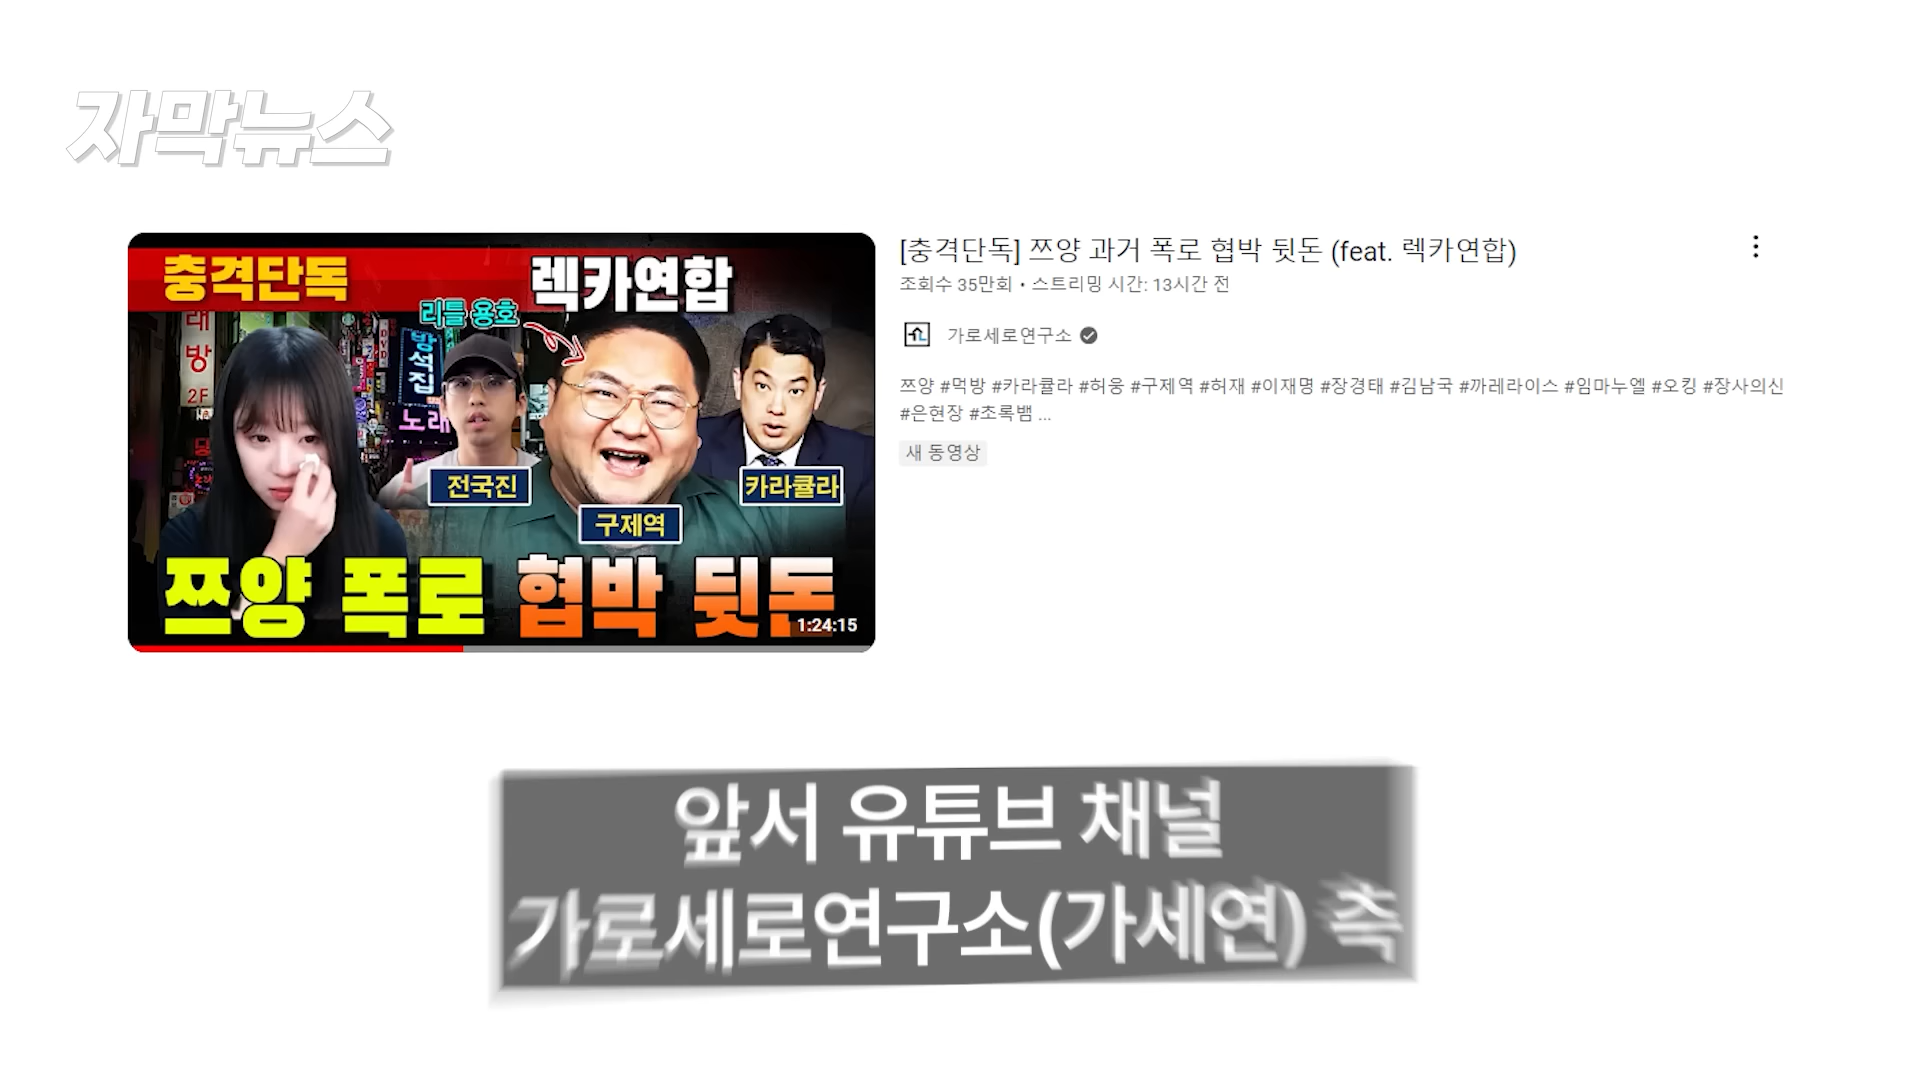 자막뉴스
충격단독
렉카연합
리틀 용호
래
방
2F
방
석
집
노래
전국진
카라큘라
구제역
쯔양 폭로 협박 뒷돈
1:24:15
[충격단독] 쯔양 과거 폭로 협박 뒷돈 (feat. 렉카연합)
조회수 35만회 • 스트리밍 시간: 13시간 전
가로세로연구소
쯔양 #먹방 #카라큘라 #허웅 #구제역 #허재 #이재명 #장경태 #김남국 #까레라이스 #임마누엘 #오킹 #장사의신
#은현장 #초록뱀 ...
새 동영상
앞서 유튜브 채널
가로세로연구소(가세연) 측